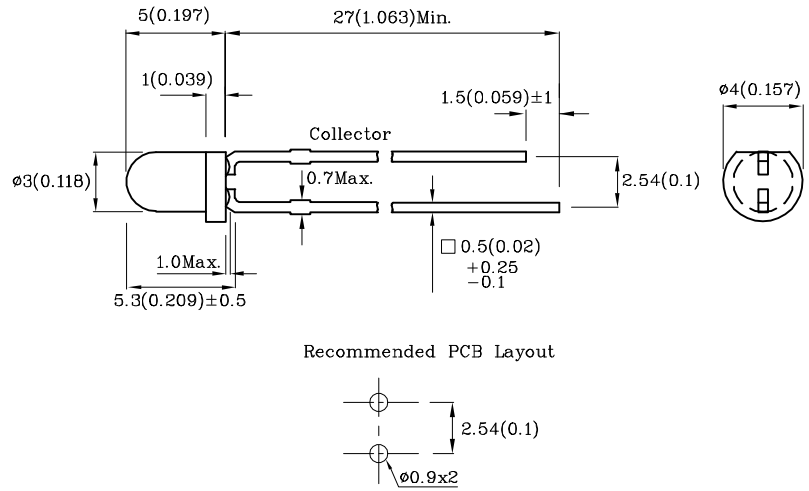 5(0.197)
27(1.063)Min.
1(0.039)
1.5(0.059)±1
ø4(0.157)
Collector
ø3(0.118)
0.7Max.
2.54(0.1)
□ 0.5(0.02)
+0.25
−0.1
1.0Max.
5.3(0.209)±0.5
Recommended PCB Layout
2.54(0.1)
ø0.9x2